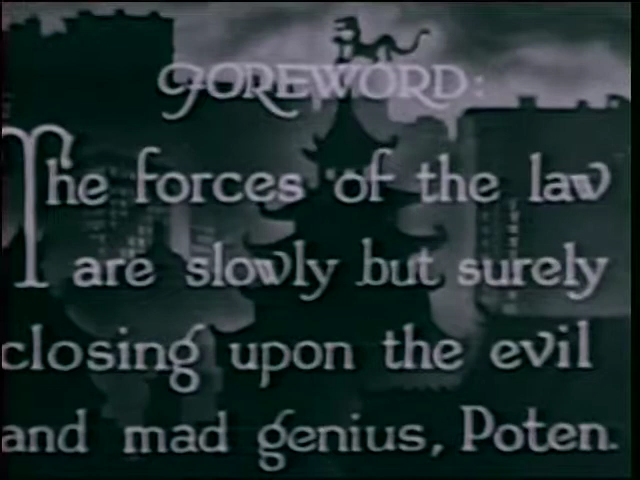 FOREWORD:
The forces of the law
are slowly but surely
closing upon the evil
and mad genius, Poten.